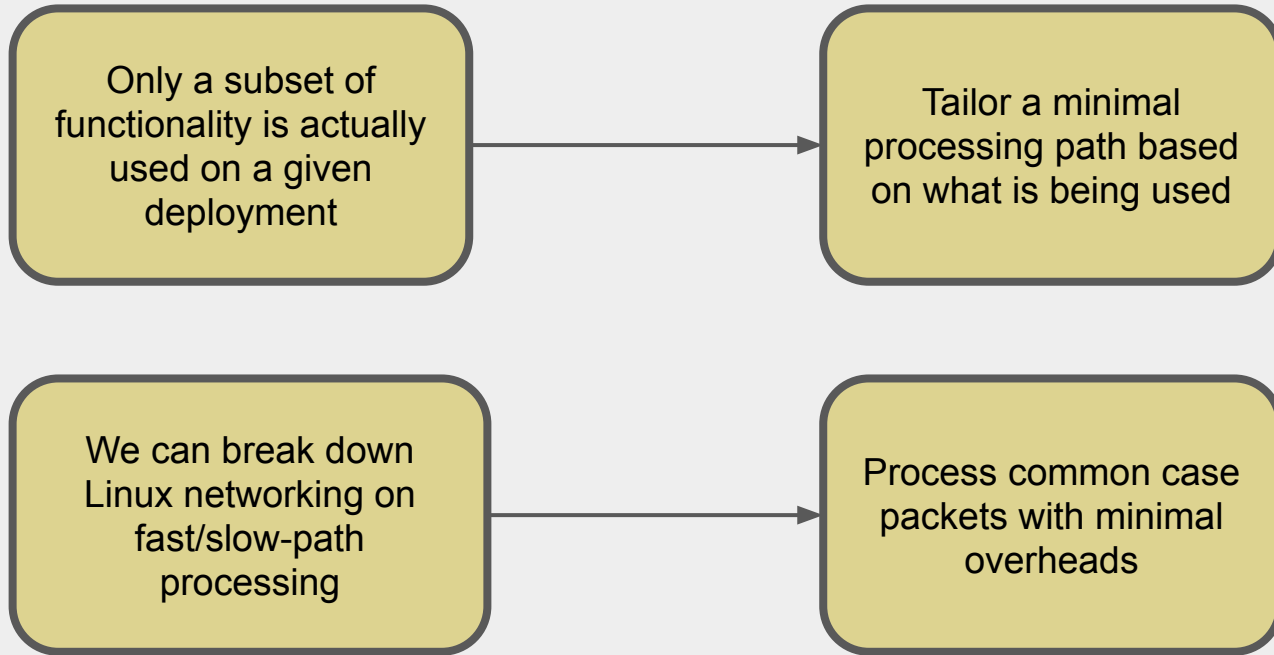 Only a subset of
functionality is actually
used on a given
deployment
Tailor a minimal
processing path based
on what is being used
We can break down
Linux networking on
fast/slow-path
processing
Process common case
packets with minimal
overheads